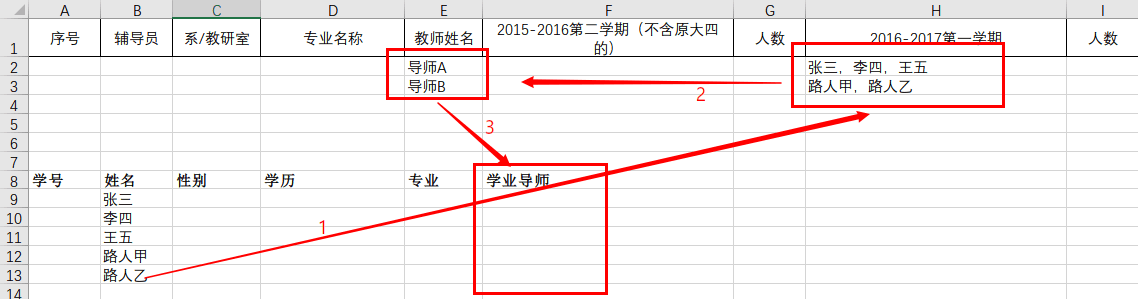 A B C D E F G H I
1 序号 辅导员 系/教研室 专业名称 教师姓名 2015-2016第二学期（不含原大四的） 人数 2016-2017第一学期 人数
2 导师A 张三，李四，王五
3 导师B 路人甲，路人乙
2
4
3
5
6
7
8 学号 姓名 性别 学历 专业 学业导师
9 张三
10 李四
1
11 王五
12 路人甲
13 路人乙
14